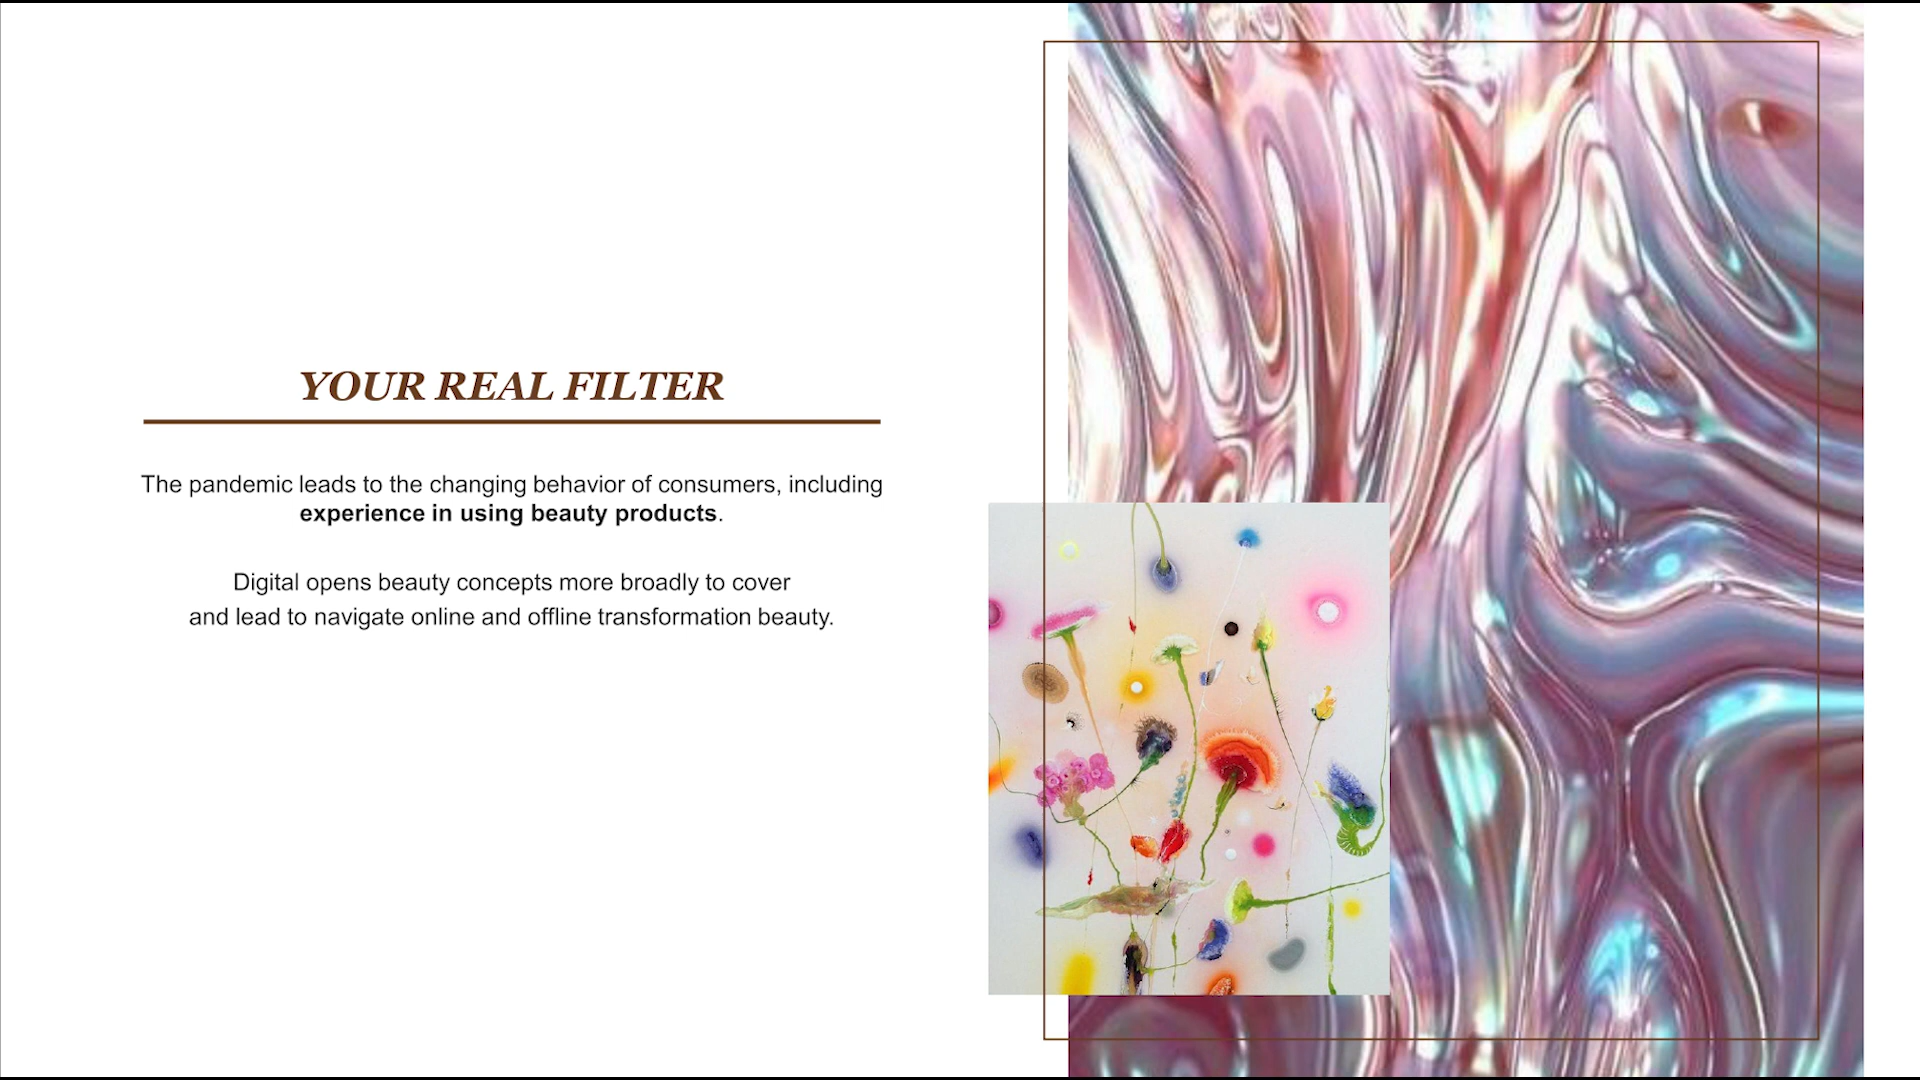 YOUR REAL FILTER
The pandemic leads to the changing behavior of consumers, including
experience in using beauty products.
Digital opens beauty concepts more broadly to cover
and lead to navigate online and offline transformation beauty.